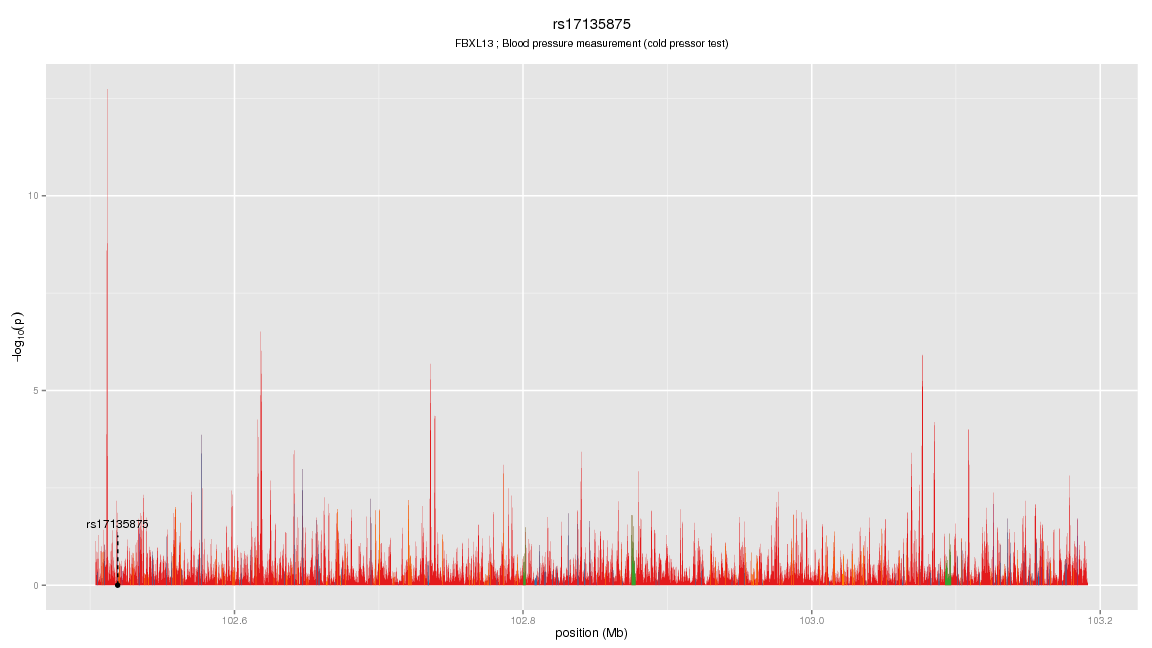 rs17135875
FBXL13 ; Blood pressure measurement (cold pressor test)
−log10(p)
10
5
0
rs17135875
102.6 102.8 103.0 103.2
position (Mb)